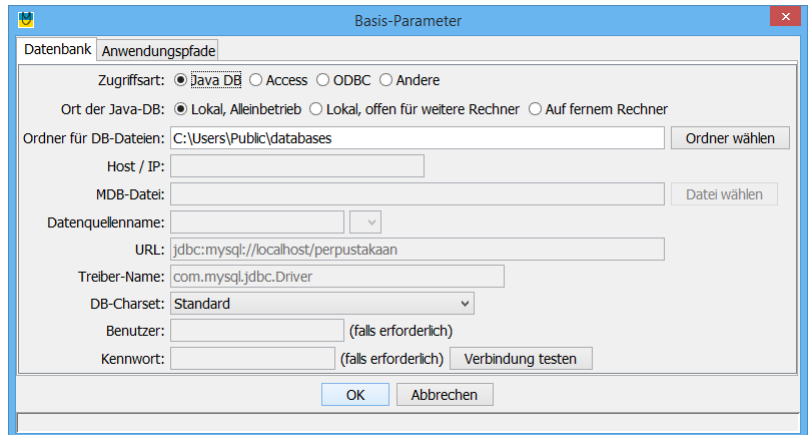 Basis-Parameter
Datenbank Anwendungspfade
Zugriffsart: Java DB Access ODBC Andere
Ort der Java-DB: Lokal, Alleinbetrieb Lokal, offen für weitere Rechner Auf fernem Rechner
Ordner für DB-Dateien: C:\Users\Public\databases Ordner wählen
Host / IP:
MDB-Datei: Datei wählen
Datenquellenname:
URL: jdbc:mysql://localhost/perpustakaan
Treiber-Name: com.mysql.jdbc.Driver
DB-Charset: Standard
Benutzer: (falls erforderlich)
Kennwort: (falls erforderlich) Verbindung testen
OK Abbrechen